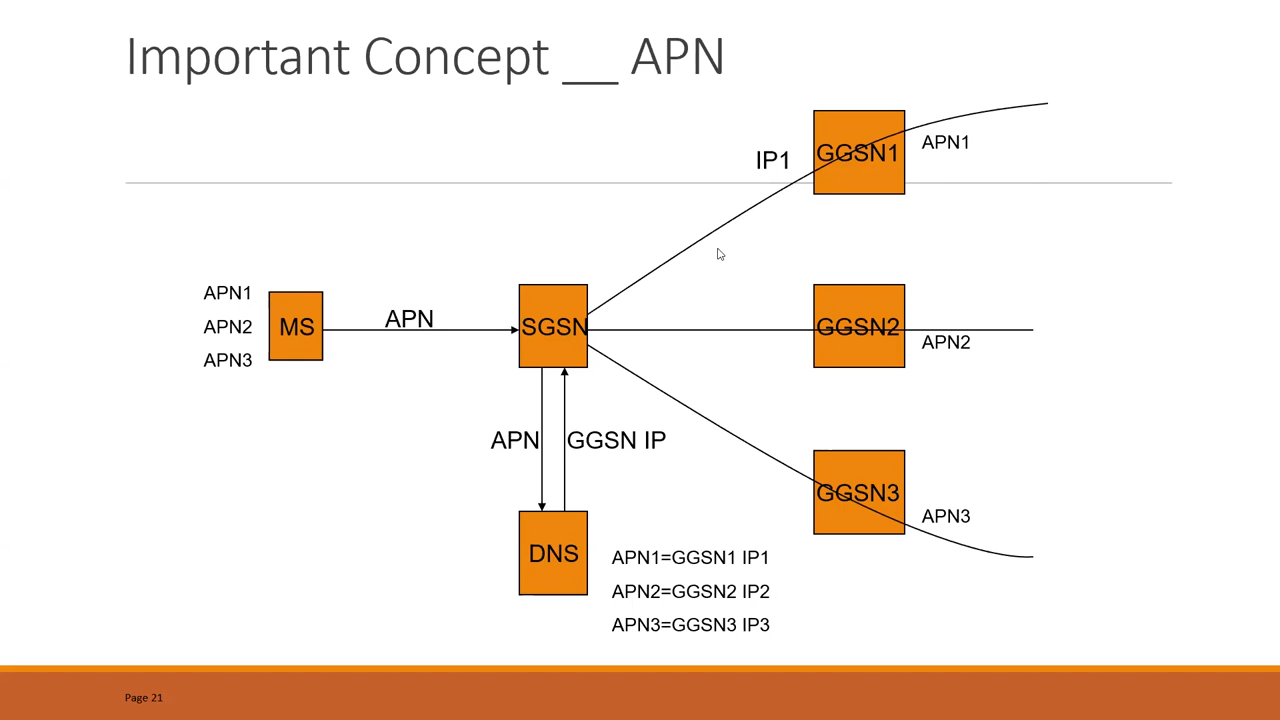 Important Concept __ APN
IP1
GGSN1
APN1
APN1
APN2
APN3
MS
APN
SGSN
GGSN2
APN2
APN
GGSN IP
GGSN3
APN3
DNS
APN1=GGSN1 IP1
APN2=GGSN2 IP2
APN3=GGSN3 IP3
Page 21